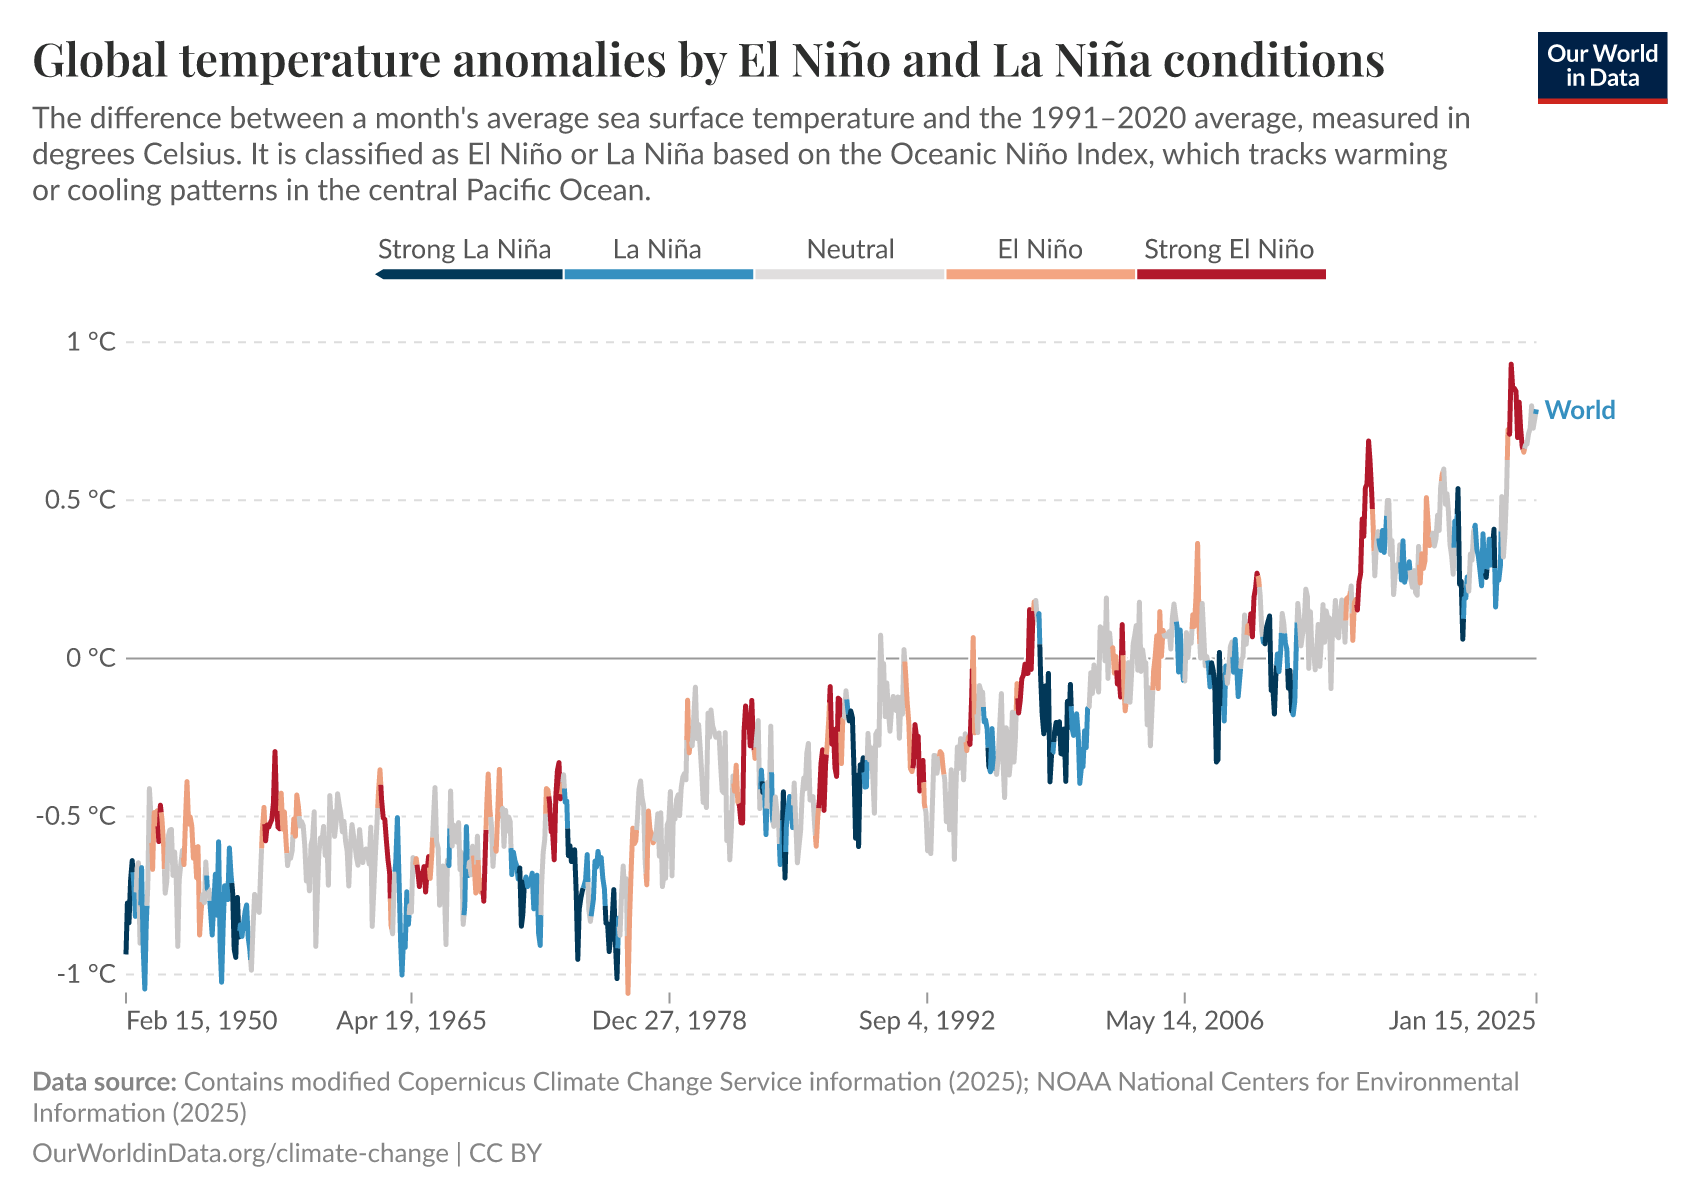 Global temperature anomalies by El Niño and La Niña conditions
Our World
in Data
The difference between a month's average sea surface temperature and the 1991–2020 average, measured in
degrees Celsius. It is classified as El Niño or La Niña based on the Oceanic Niño Index, which tracks warming
or cooling patterns in the central Pacific Ocean.
Strong La Niña La Niña Neutral El Niño Strong El Niño
1 °C
0.5 °C
0 °C
-0.5 °C
-1 °C
World
Feb 15, 1950 Apr 19, 1965 Dec 27, 1978 Sep 4, 1992 May 14, 2006 Jan 15, 2025
Data source: Contains modified Copernicus Climate Change Service information (2025); NOAA National Centers for Environmental
Information (2025)
OurWorldinData.org/climate-change | CC BY